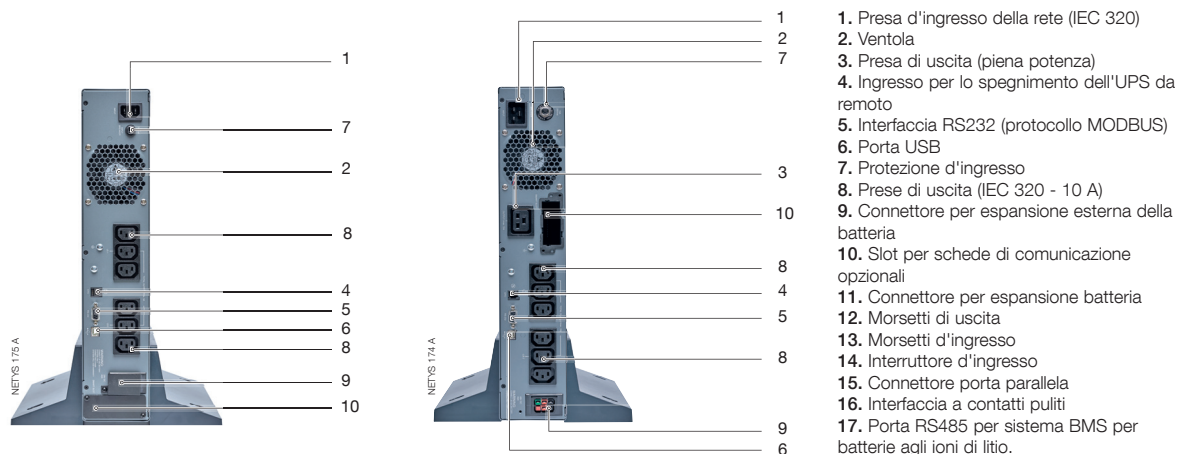 1
7
2
8
4
5
6
8
9
10
NETYS 175 A
1
2
7
3
10
8
4
5
8
9
6
NETYS 174 A
1. Presa d'ingresso della rete (IEC 320)
2. Ventola
3. Presa di uscita (piena potenza)
4. Ingresso per lo spegnimento dell'UPS da
remoto
5. Interfaccia RS232 (protocollo MODBUS)
6. Porta USB
7. Protezione d'ingresso
8. Prese di uscita (IEC 320 - 10 A)
9. Connettore per espansione esterna della
batteria
10. Slot per schede di comunicazione
opzionali
11. Connettore per espansione batteria
12. Morsetti di uscita
13. Morsetti d'ingresso
14. Interruttore d'ingresso
15. Connettore porta parallela
16. Interfaccia a contatti puliti
17. Porta RS485 per sistema BMS per
batterie agli ioni di litio.